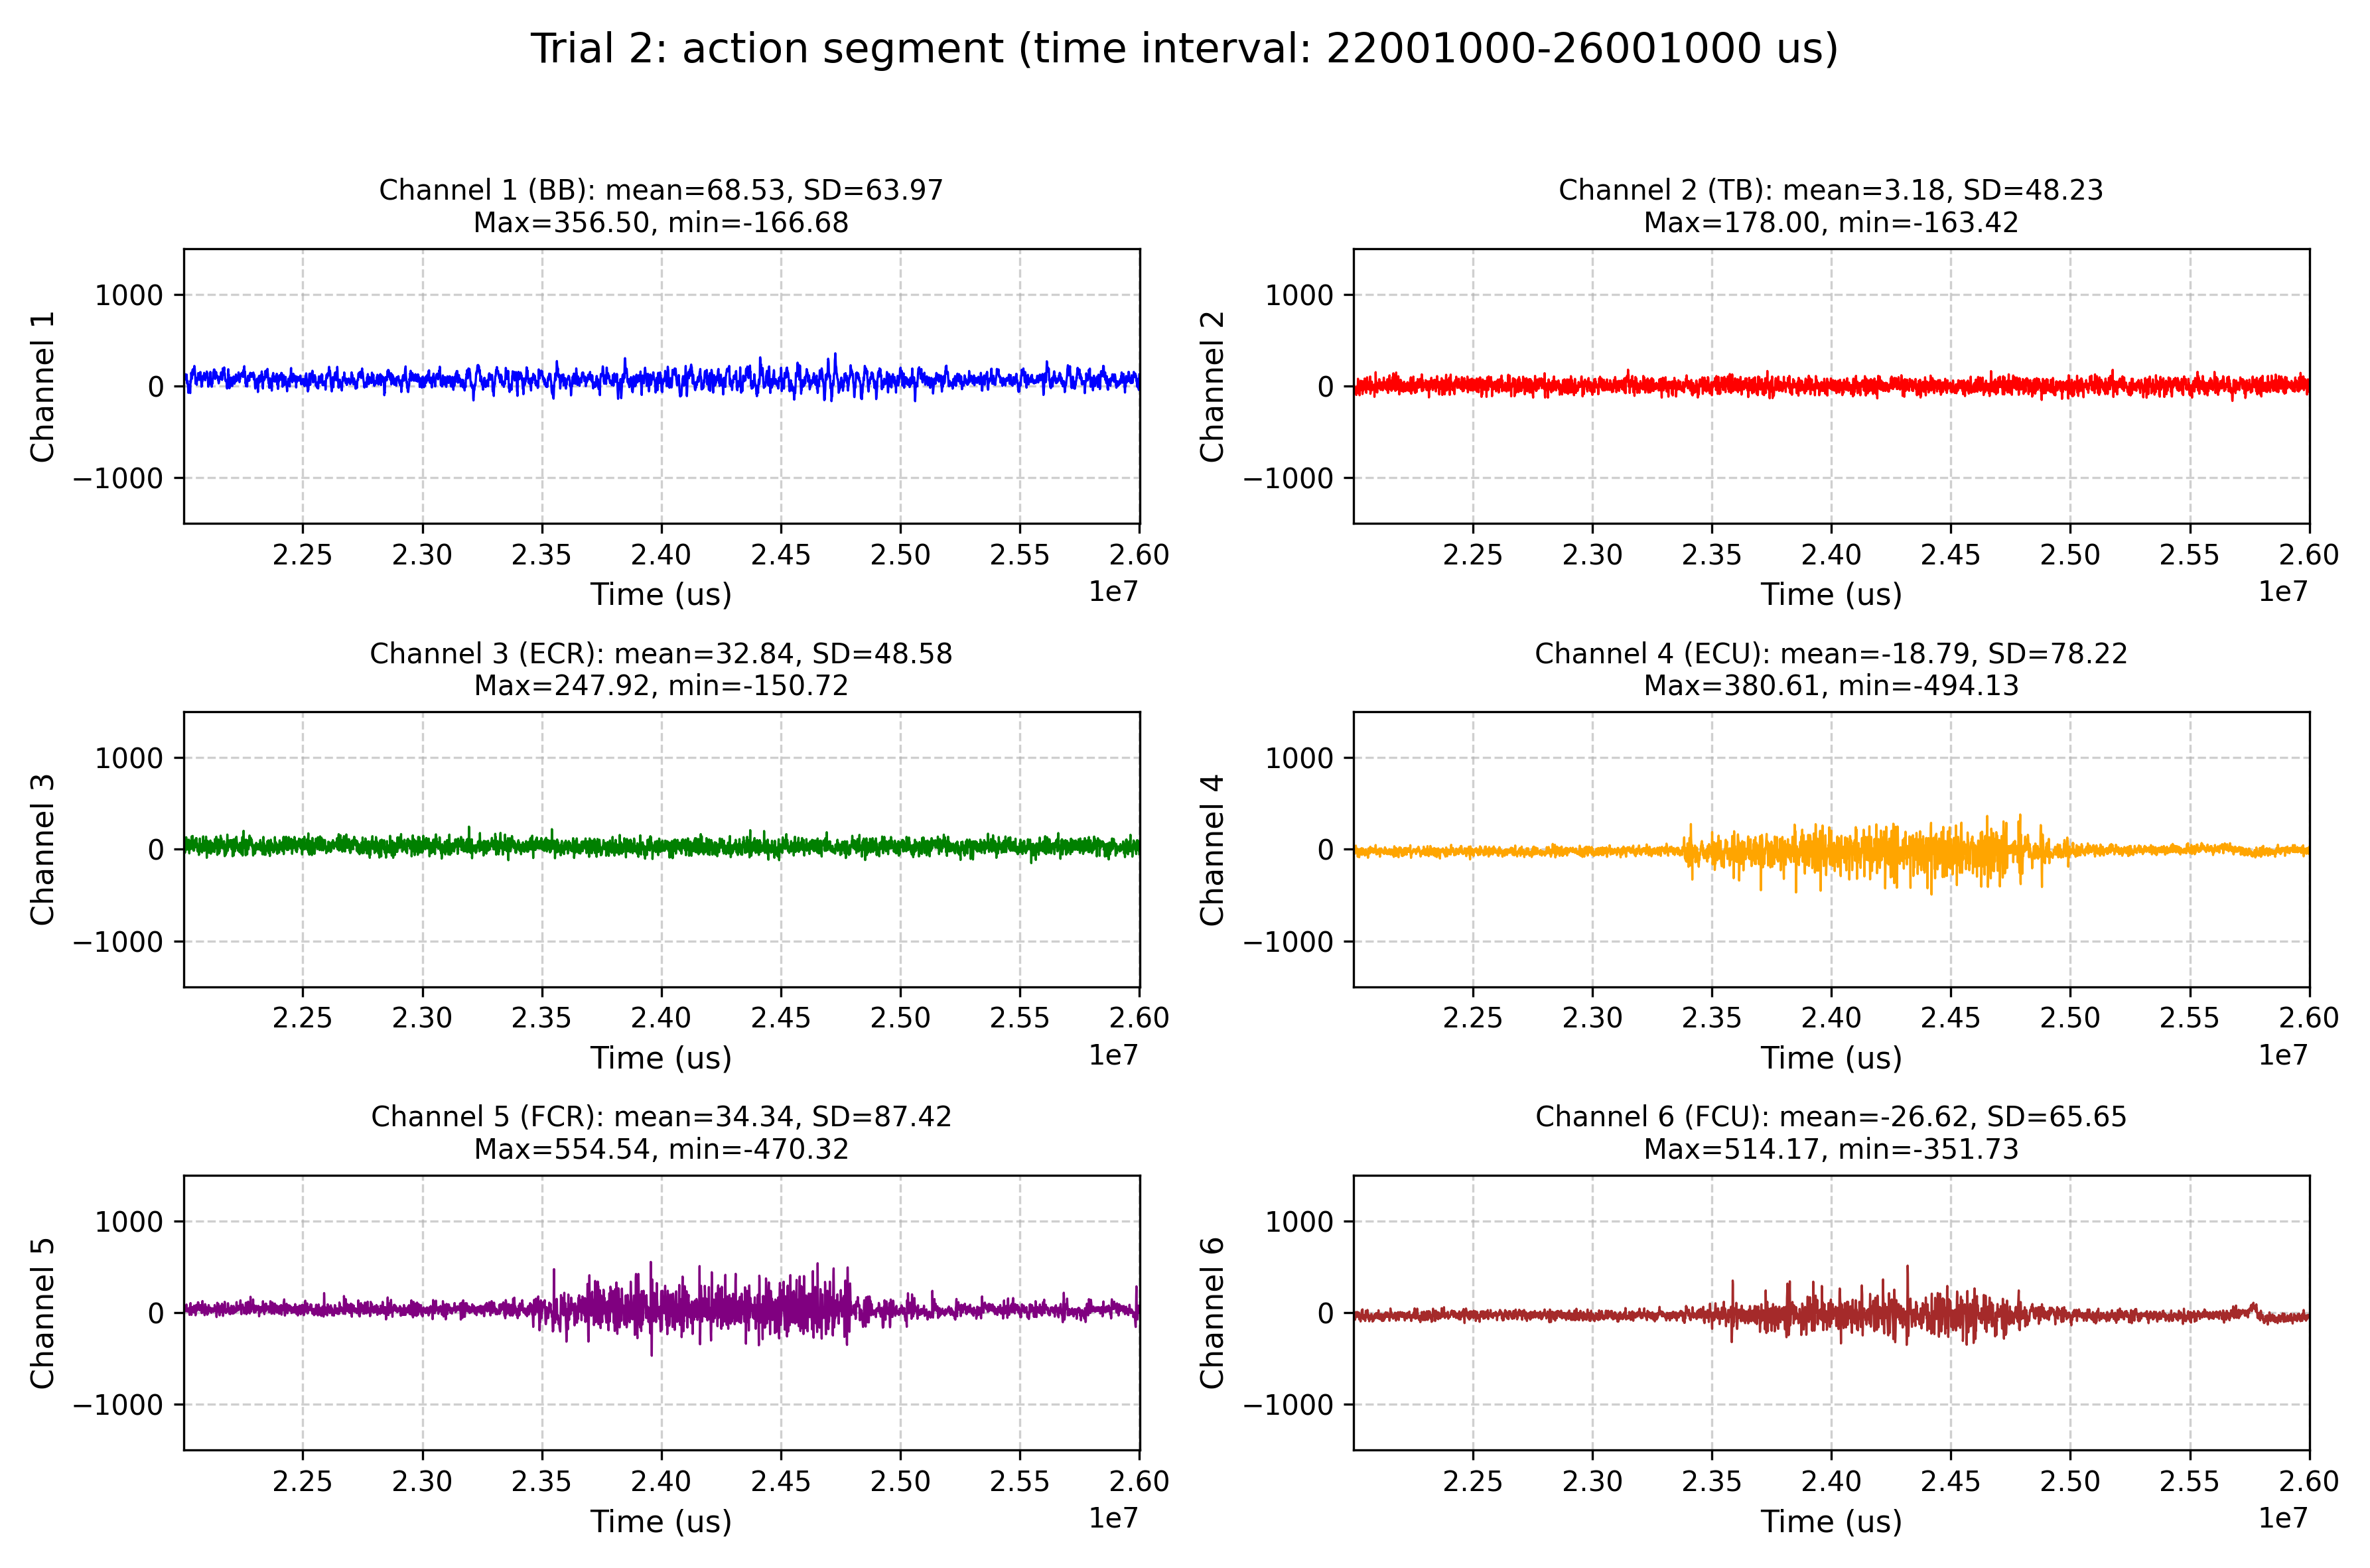 Trial 2: action segment (time interval: 22001000-26001000 us)
Channel 1 (BB): mean=68.53, SD=63.97
Max=356.50, min=-166.68
Channel 1
1000
0
−1000
2.25 2.30 2.35 2.40 2.45 2.50 2.55 2.60
1e7
Time (us)
Channel 2 (TB): mean=3.18, SD=48.23
Max=178.00, min=-163.42
Channel 2
1000
0
−1000
2.25 2.30 2.35 2.40 2.45 2.50 2.55 2.60
1e7
Time (us)
Channel 3 (ECR): mean=32.84, SD=48.58
Max=247.92, min=-150.72
Channel 3
1000
0
−1000
2.25 2.30 2.35 2.40 2.45 2.50 2.55 2.60
1e7
Time (us)
Channel 4 (ECU): mean=-18.79, SD=78.22
Max=380.61, min=-494.13
Channel 4
1000
0
−1000
2.25 2.30 2.35 2.40 2.45 2.50 2.55 2.60
1e7
Time (us)
Channel 5 (FCR): mean=34.34, SD=87.42
Max=554.54, min=-470.32
Channel 5
1000
0
−1000
2.25 2.30 2.35 2.40 2.45 2.50 2.55 2.60
1e7
Time (us)
Channel 6 (FCU): mean=-26.62, SD=65.65
Max=514.17, min=-351.73
Channel 6
1000
0
−1000
2.25 2.30 2.35 2.40 2.45 2.50 2.55 2.60
1e7
Time (us)